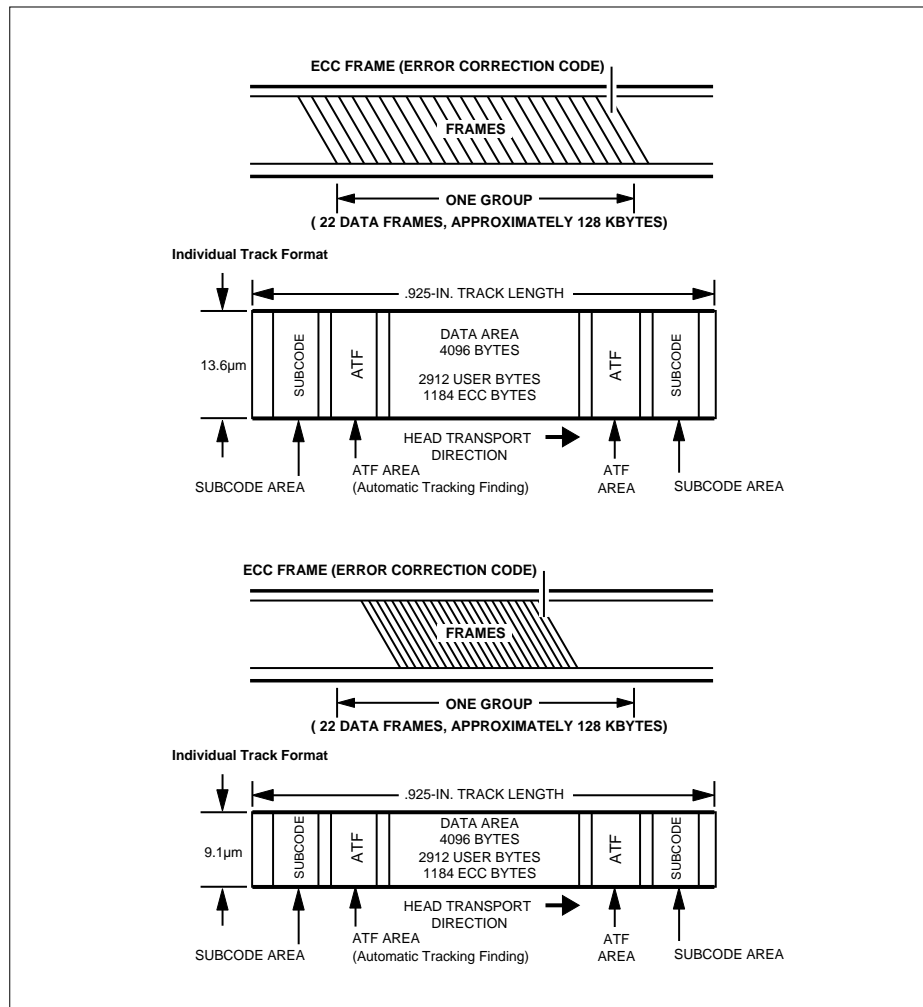 ECC FRAME (ERROR CORRECTION CODE)
FRAMES
ONE GROUP
( 22 DATA FRAMES, APPROXIMATELY 128 KBYTES)
Individual Track Format
.925-IN. TRACK LENGTH
13.6µm
SUBCODE
ATF
DATA AREA
4096 BYTES
2912 USER BYTES
1184 ECC BYTES
ATF
SUBCODE
HEAD TRANSPORT
DIRECTION
SUBCODE AREA
ATF AREA
(Automatic Tracking Finding)
ATF
AREA
SUBCODE AREA
ECC FRAME (ERROR CORRECTION CODE)
FRAMES
ONE GROUP
( 22 DATA FRAMES, APPROXIMATELY 128 KBYTES)
Individual Track Format
.925-IN. TRACK LENGTH
9.1µm
SUBCODE
ATF
DATA AREA
4096 BYTES
2912 USER BYTES
1184 ECC BYTES
ATF
SUBCODE
HEAD TRANSPORT
DIRECTION
SUBCODE AREA
ATF AREA
(Automatic Tracking Finding)
ATF
AREA
SUBCODE AREA